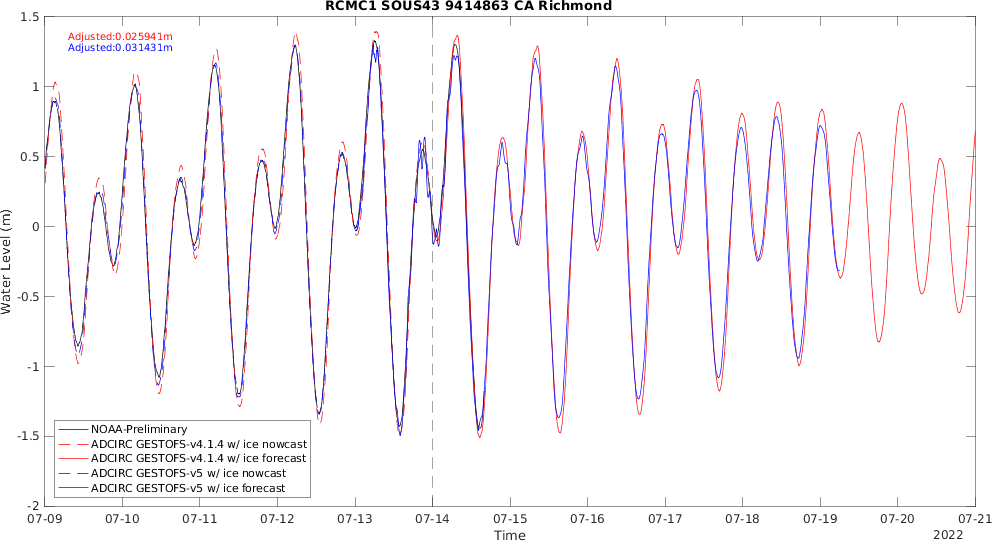 RCMC1 SOUS43 9414863 CA Richmond
Adjusted:0.025941m
Adjusted:0.031431m
1.5
1
0.5
0
-0.5
-1
-1.5
-2
Water Level (m)
NOAA-Preliminary
ADCIRC GESTOFS-v4.1.4 w/ ice nowcast
ADCIRC GESTOFS-v4.1.4 w/ ice forecast
ADCIRC GESTOFS-v5 w/ ice nowcast
ADCIRC GESTOFS-v5 w/ ice forecast
07-09 07-10 07-11 07-12 07-13 07-14 07-15 07-16 07-17 07-18 07-19 07-20 07-21
Time
2022